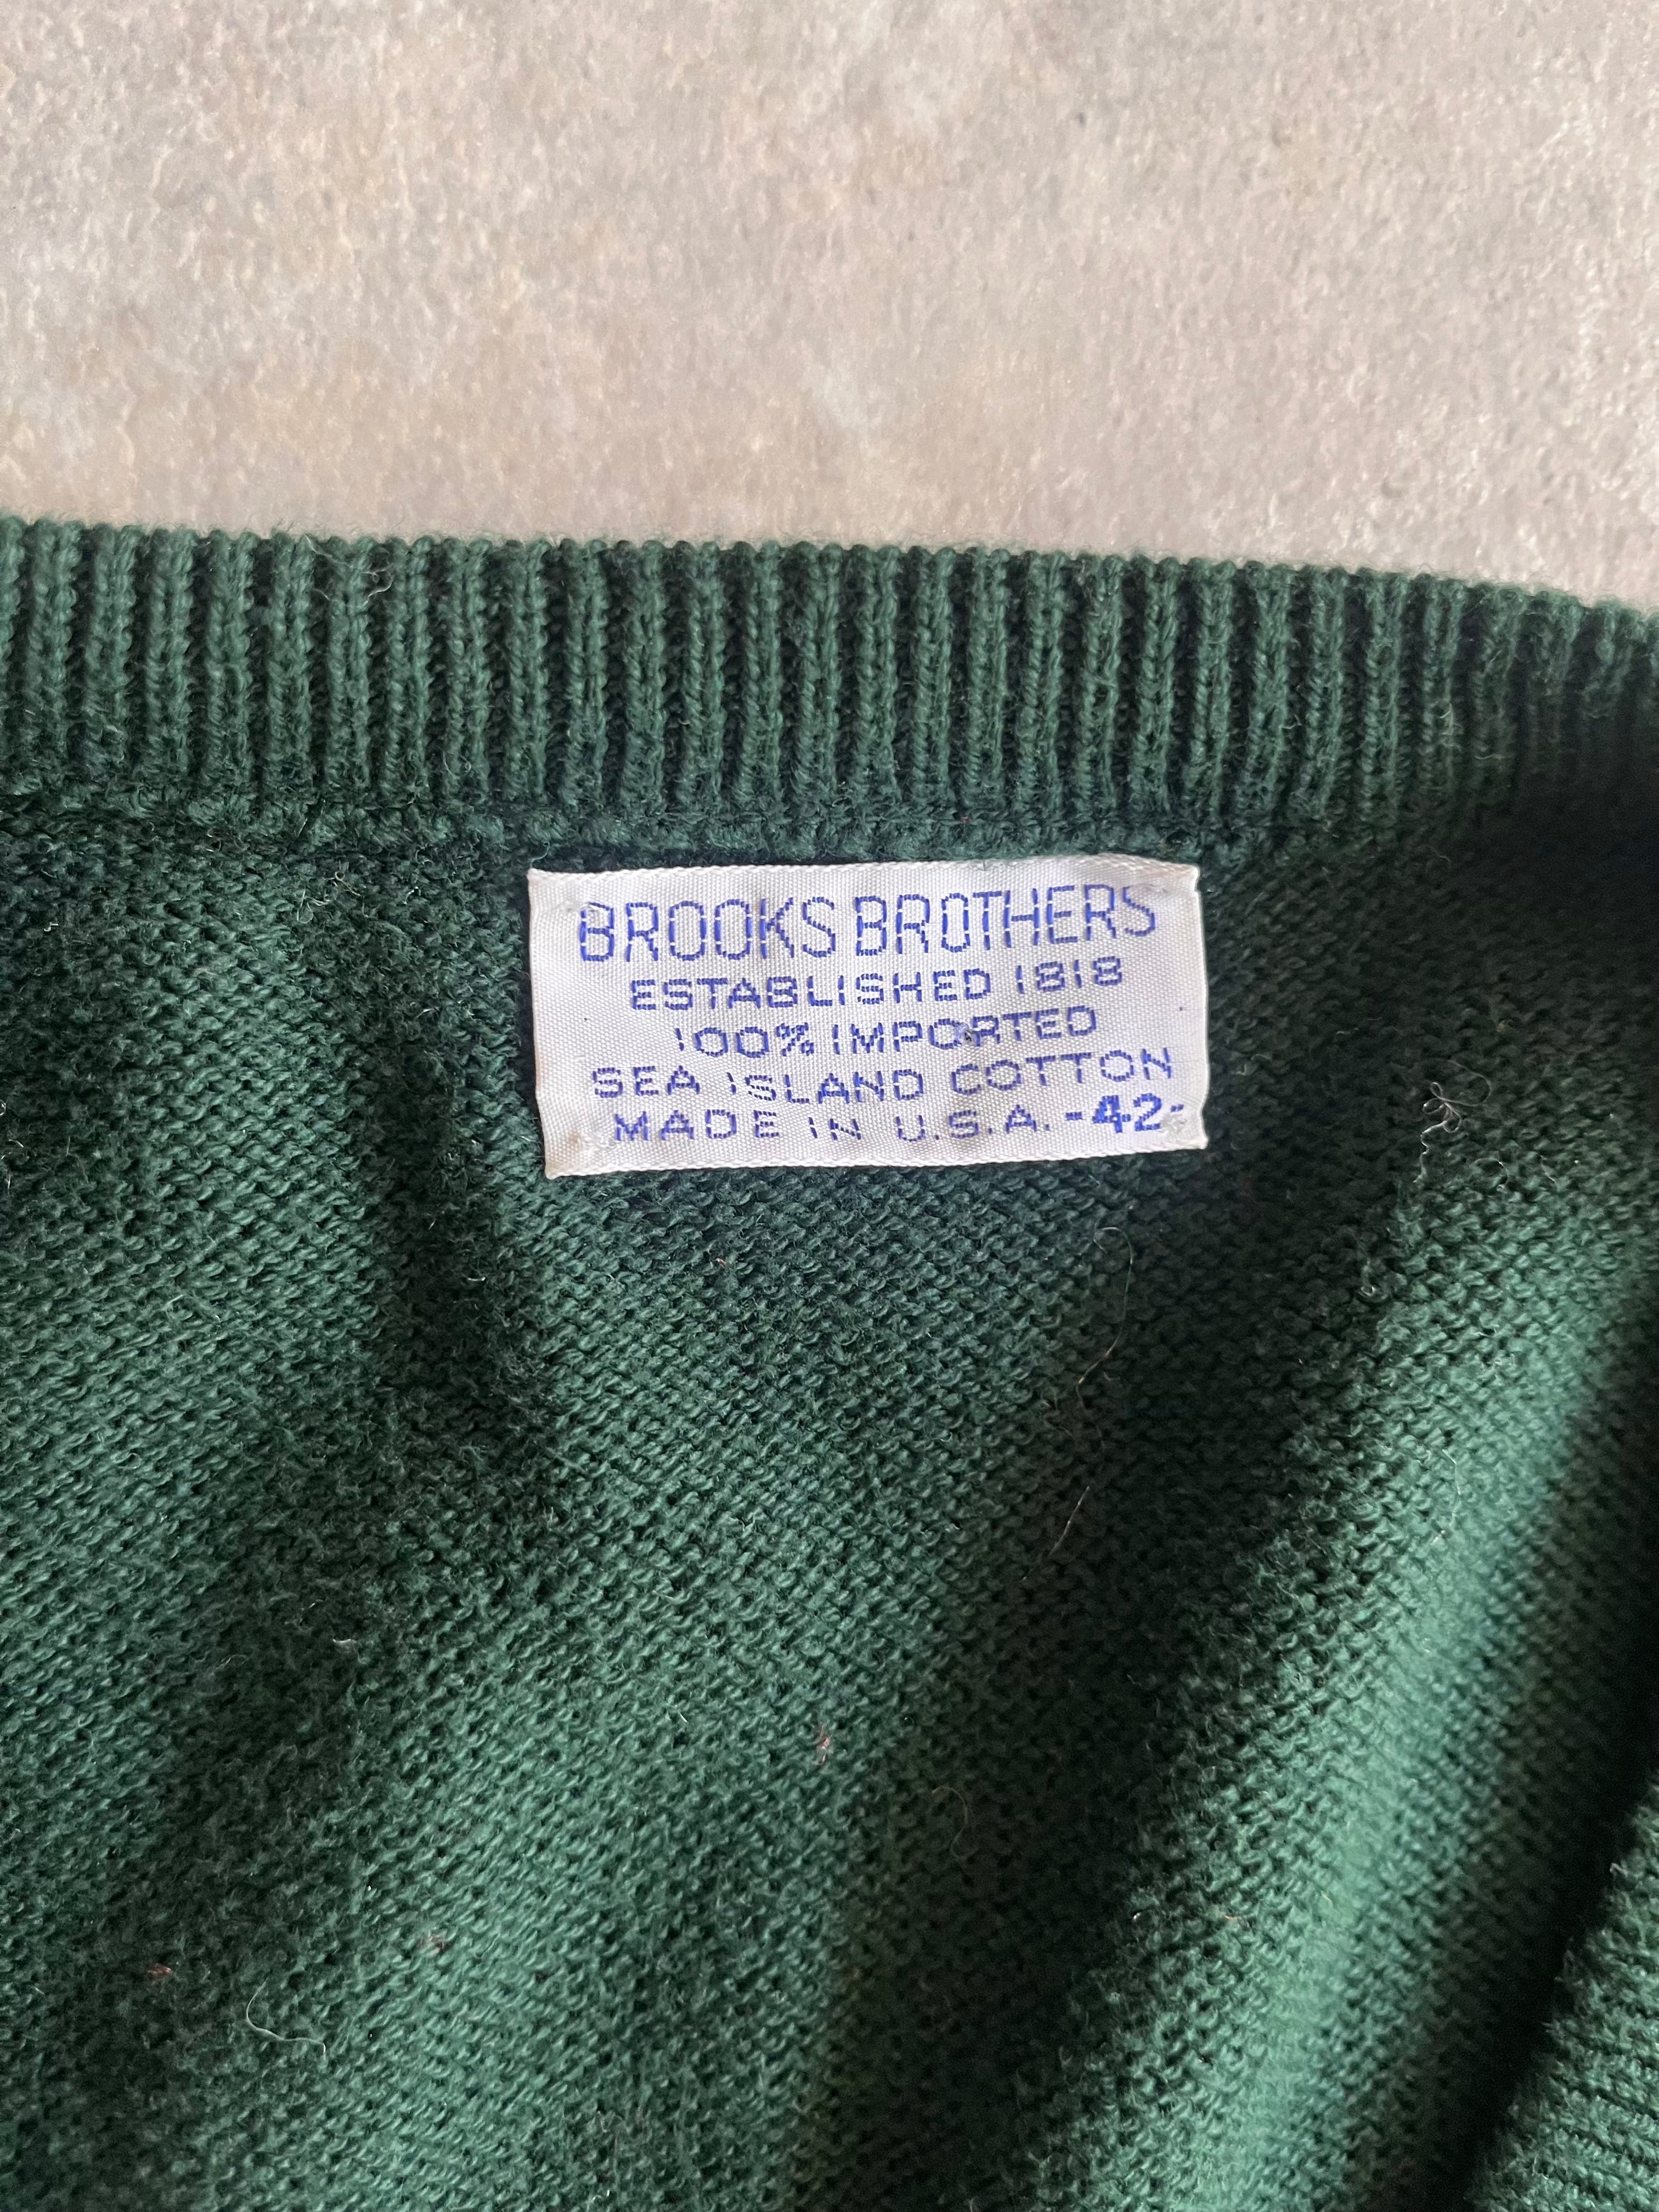 BROOKS BROTHERS
ESTABLISHED 1818
100% IMPORTED
SEA ISLAND COTTON
MADE IN U.S.A. -42-